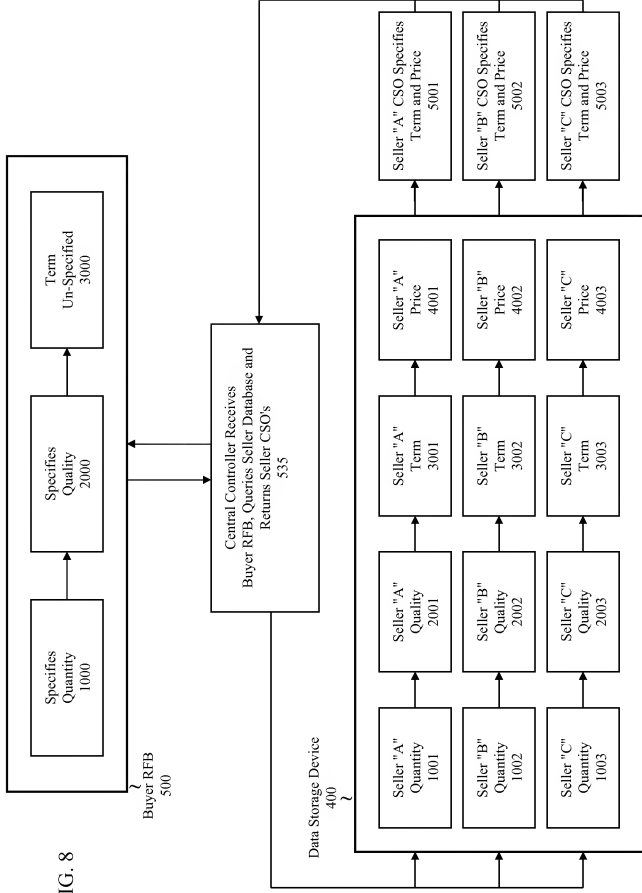 IG. 8
Buyer RFB
500
Specifies
Quantity
1000
Specifies
Quality
2000
Term
Un-Specified
3000
Central Controller Receives
Buyer RFB, Queries Seller Database and
Returns Seller CSO's
535
Data Storage Device
400
Seller "A"
Quantity
1001
Seller "A"
Quality
2001
Seller "A"
Term
3001
Seller "A"
Price
4001
Seller "A" CSO Specifies
Term and Price
5001
Seller "B"
Quantity
1002
Seller "B"
Quality
2002
Seller "B"
Term
3002
Seller "B"
Price
4002
Seller "B" CSO Specifies
Term and Price
5002
Seller "C"
Quantity
1003
Seller "C"
Quality
2003
Seller "C"
Term
3003
Seller "C"
Price
4003
Seller "C" CSO Specifies
Term and Price
5003